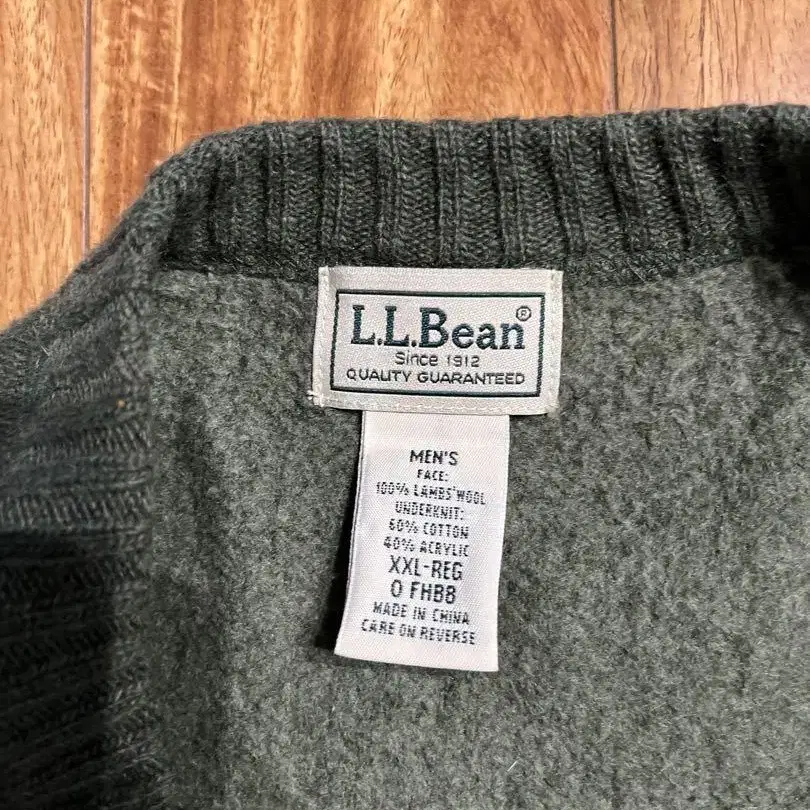 L.L.Bean®
Since 1912
QUALITY GUARANTEED
MEN'S
FACE:
100% LAMBS'WOOL
UNDERKNIT:
60% COTTON
40% ACRYLIC
XXL-REG
0 FHBB
MADE IN CHINA
CARE ON REVERSE